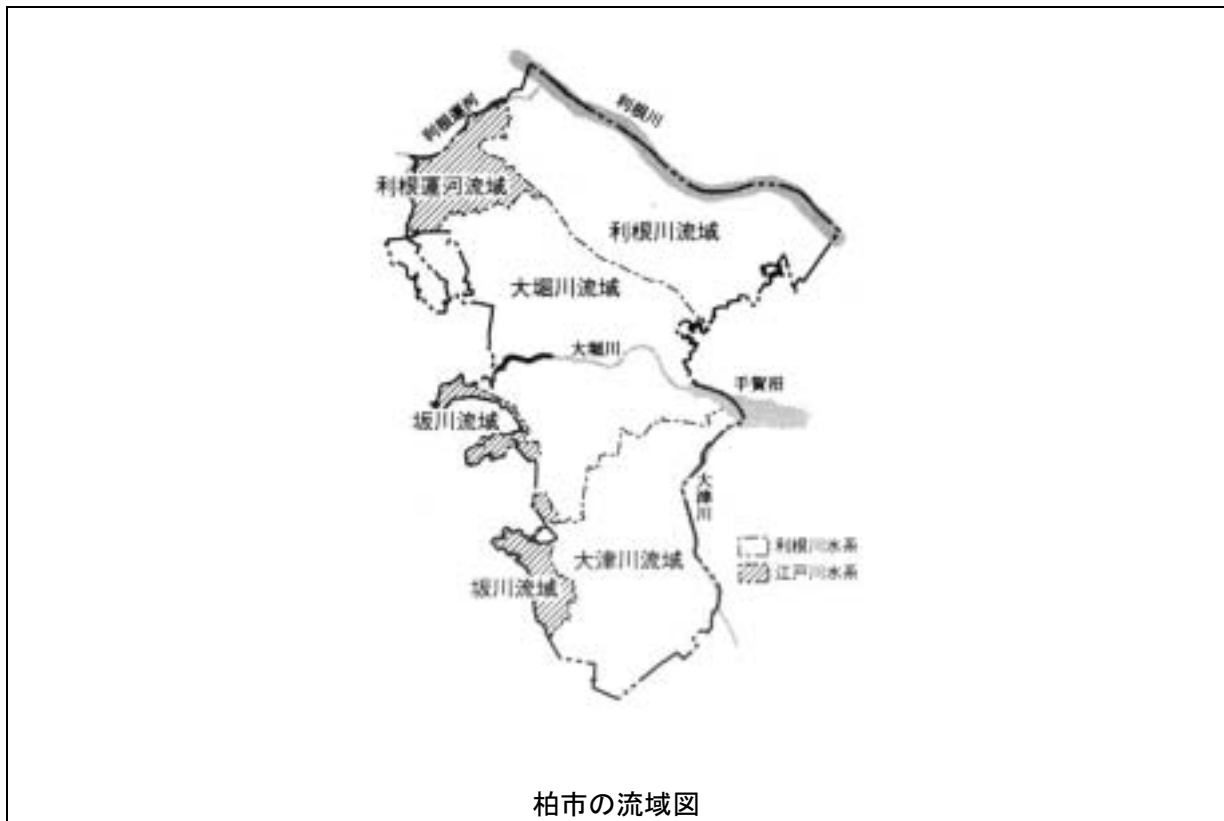 利根運河
利根川
利根運河流域
利根川流域
大堀川流域
大堀川
手賀沼
坂川流域
大津川
利根川水系
大津川流域
江戸川水系
坂川流域
柏市の流域図